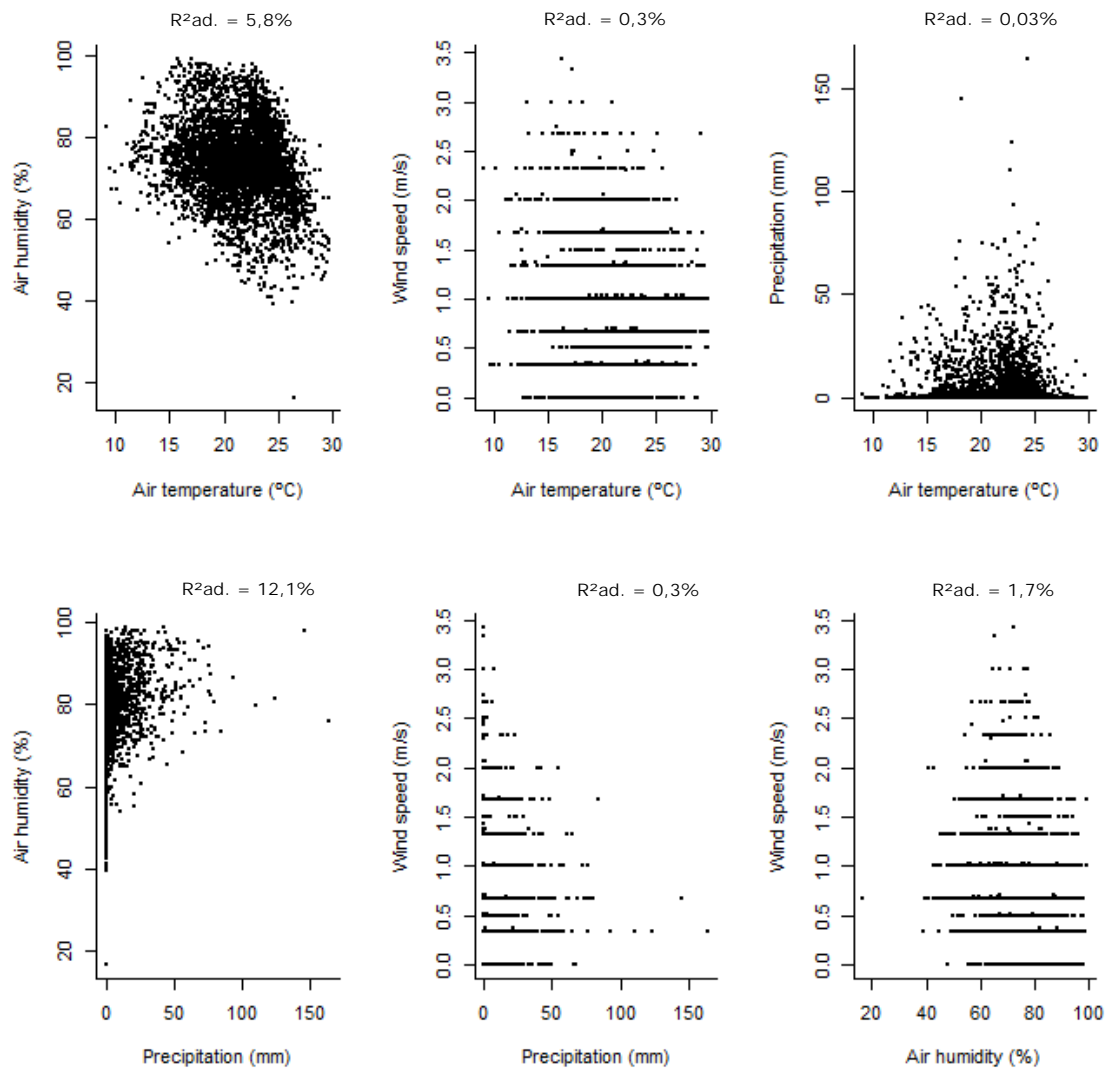 R²ad. = 5,8%
R²ad. = 0,3%
R²ad. = 0,03%
Air humidity (%)
20 40 60 80 100
10 15 20 25 30
Air temperature (ºC)
Wind speed (m/s)
0.0 0.5 1.0 1.5 2.0 2.5 3.0 3.5
10 15 20 25 30
Air temperature (ºC)
Precipitation (mm)
0 50 100 150
10 15 20 25 30
Air temperature (ºC)
R²ad. = 12,1%
R²ad. = 0,3%
R²ad. = 1,7%
Air humidity (%)
20 40 60 80 100
0 50 100 150
Precipitation (mm)
Wind speed (m/s)
0.0 0.5 1.0 1.5 2.0 2.5 3.0 3.5
0 50 100 150
Precipitation (mm)
Wind speed (m/s)
0.0 0.5 1.0 1.5 2.0 2.5 3.0 3.5
20 40 60 80 100
Air humidity (%)